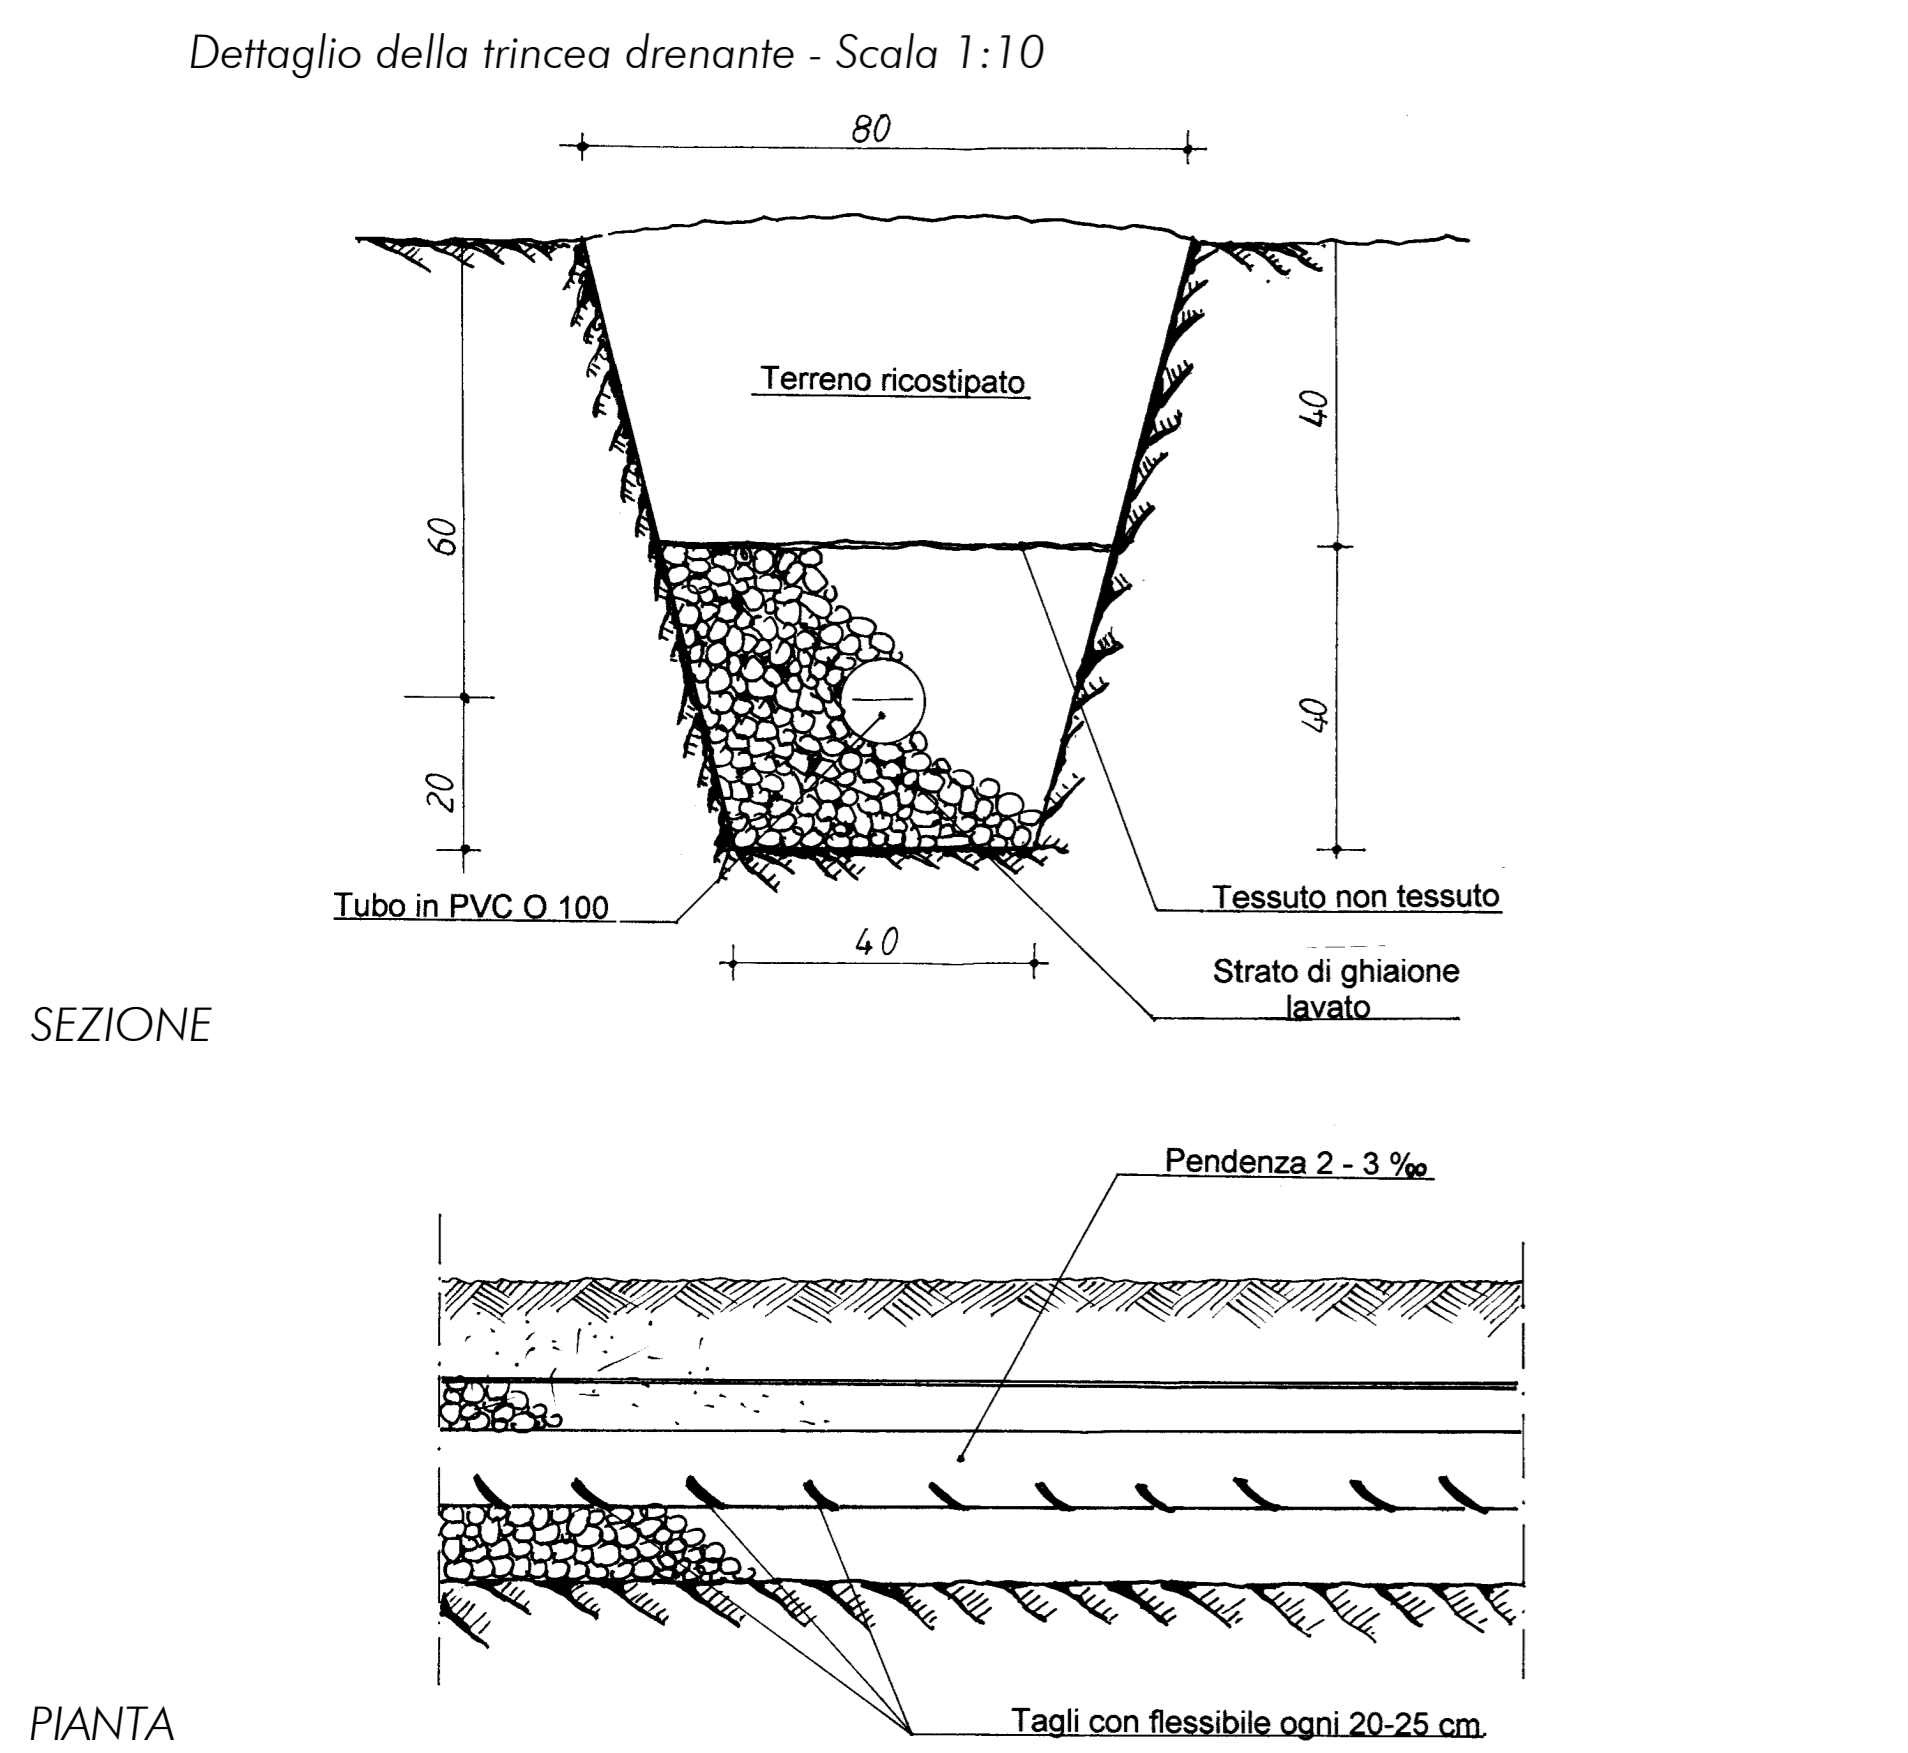 Dettaglio della trincea drenante - Scala 1:10
80
Terreno ricostipato
40
60
40
20
Tubo in PVC O 100
Tessuto non tessuto
40
Strato di ghiaione
lavato
SEZIONE
Pendenza 2 - 3 ‰
Tagli con flessibile ogni 20-25 cm.
PIANTA